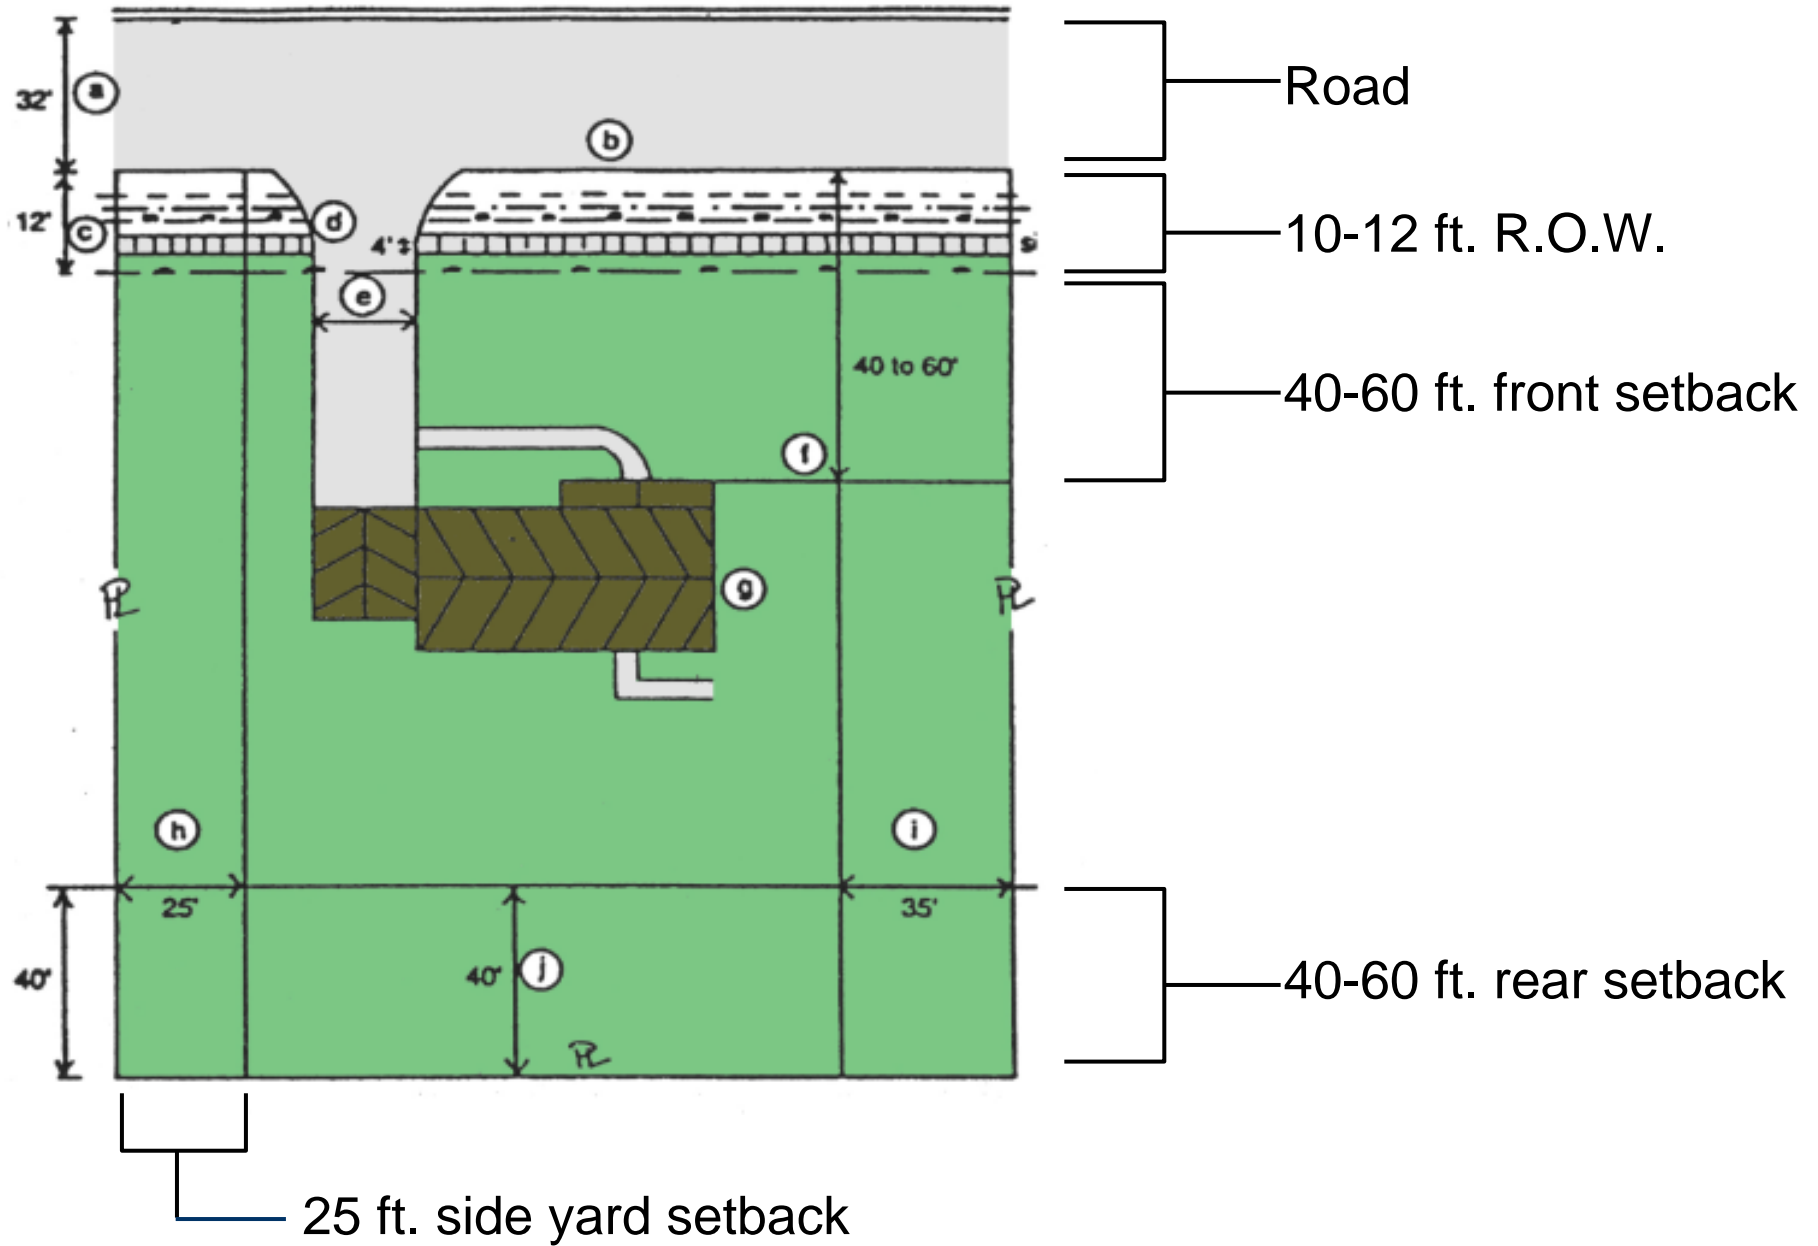 32' a
Road
b
12' c
d
4'
10-12 ft. R.O.W.
e
40 to 60'
40-60 ft. front setback
f
PL
g
PL
h
i
25'
35'
40'
40' j
40-60 ft. rear setback
PL
25 ft. side yard setback